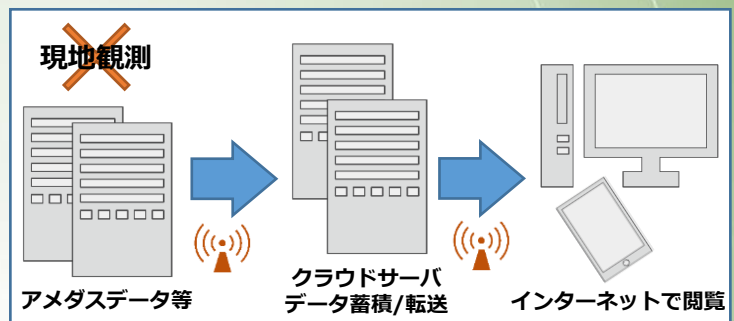 現地観測
アメダスデータ等
クラウドサーバ
データ蓄積/転送
インターネットで閲覧